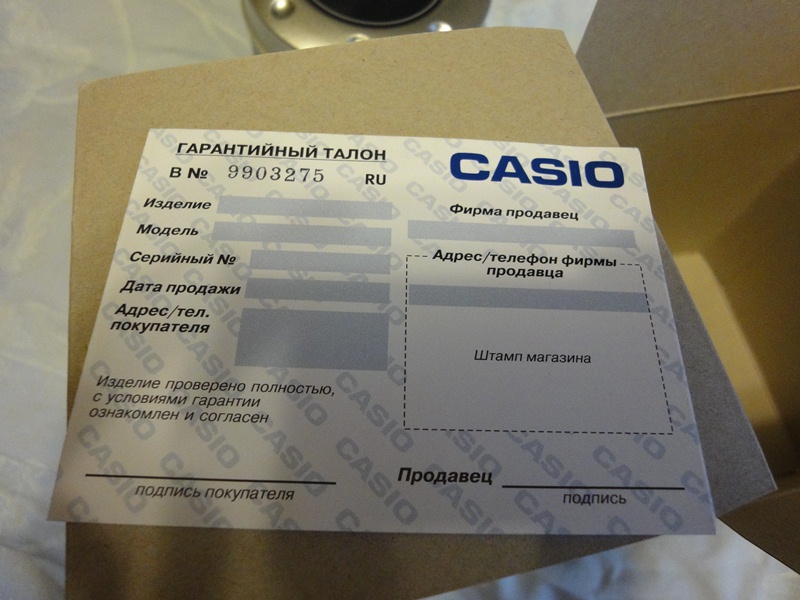 ГАРАНТИЙНЫЙ ТАЛОН
В № 9903275 RU
Изделие
Модель
Серийный №
Дата продажи
Адрес/тел.
покупателя
Изделие проверено полностью,
с условиями гарантии
ознакомлен и согласен
подпись покупателя
CASIO
Фирма продавец
Адрес/телефон фирмы
продавца
Штамп магазина
Продавец
подпись